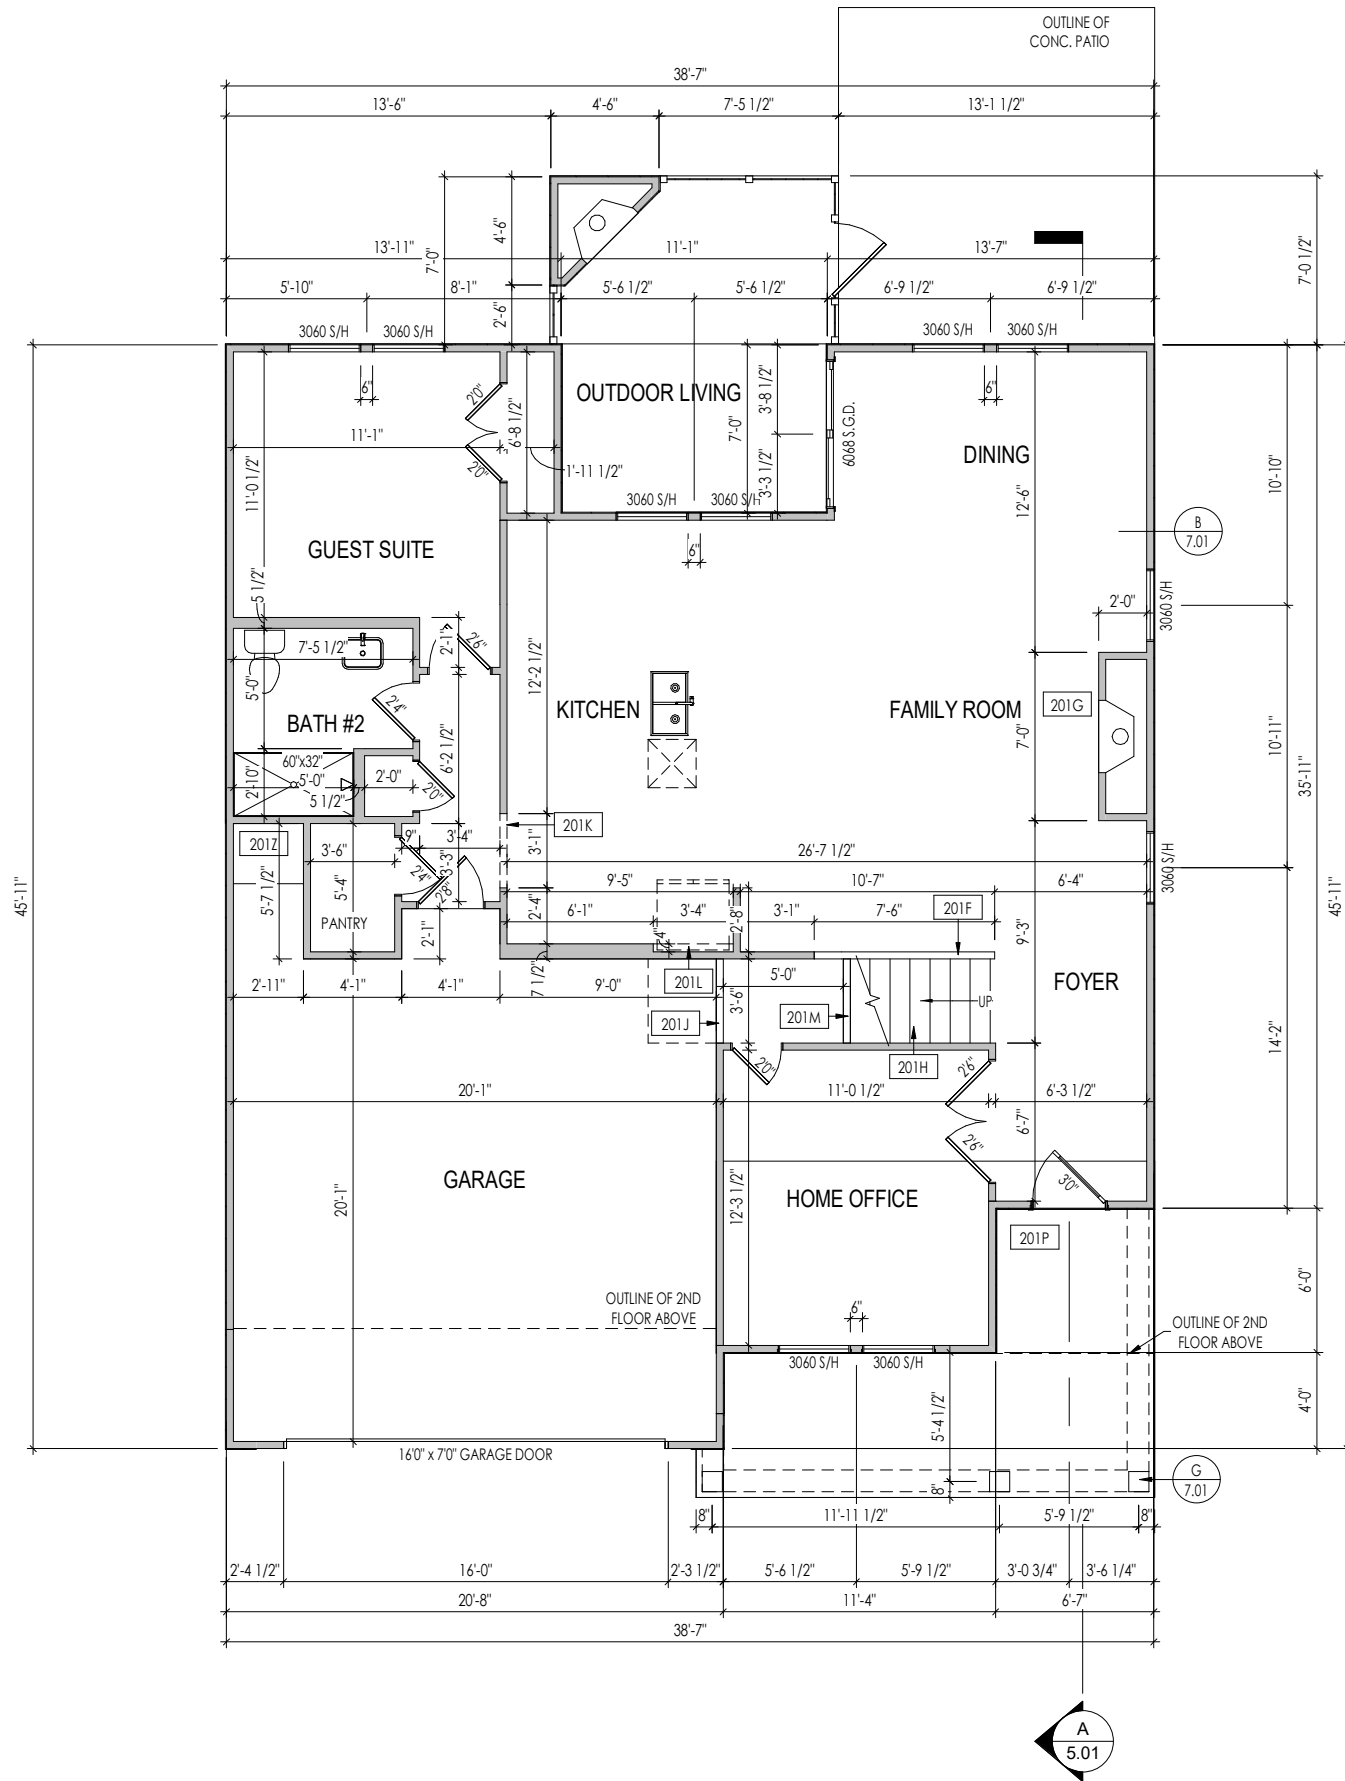 OUTLINE OF
CONC. PATIO
38'-7"
13'-6"
4'-6"
7'-5 1/2"
13'-1 1/2"
4'-6"
7'-0"
13'-11"
11'-1"
13'-7"
7'-0 1/2"
5'-10"
8'-1"
5'-6 1/2"
5'-6 1/2"
6'-9 1/2"
6'-9 1/2"
2'-6"
3060 S/H
3060 S/H
3060 S/H
3060 S/H
6"
2'0"
OUTDOOR LIVING
3'-8 1/2"
6"
11'-1"
6'-8 1/2"
7'-0"
6068 S.G.D.
DINING
2'0"
1'-11 1/2"
11'-0 1/2"
3'-3 1/2"
12'-6"
10'-10"
3060 S/H
3060 S/H
B
7.01
GUEST SUITE
6"
5 1/2"
2'-0"
3060 S/H
7'-5 1/2"
2'-1"
2'6"
5'-0"
12'-2 1/2"
2'4"
KITCHEN
FAMILY ROOM
201G
BATH #2
6'-2 1/2"
7'-0"
10'-11"
35'-11"
60"x32"
5'-0"
2'-0"
2'-10"
5 1/2"
2'0"
201K
201Z
9"
3'-4"
3'-1"
3'-6"
26'-7 1/2"
3060 S/H
3'-3"
2'4"
2'8"
5'-4"
5'-7 1/2"
9'-5"
10'-7"
6'-4"
45'-11"
45'-11"
2'-4"
6'-1"
3'-4"
2'-8"
3'-1"
7'-6"
201F
PANTRY
2'-1"
4"
9'-3"
7 1/2"
201L
5'-0"
FOYER
2'-11"
4'-1"
4'-1"
9'-0"
3'-6"
UP
201J
201M
14'-2"
201H
2'0"
2'6"
20'-1"
11'-0 1/2"
6'-3 1/2"
6'-7"
2'6"
GARAGE
3'0"
HOME OFFICE
20'-1"
12'-3 1/2"
201P
6'-0"
OUTLINE OF 2ND
FLOOR ABOVE
6"
OUTLINE OF 2ND
FLOOR ABOVE
3060 S/H
3060 S/H
5'-4 1/2"
4'-0"
16'0" x 7'0" GARAGE DOOR
G
7.01
8"
8"
11'-11 1/2"
5'-9 1/2"
8"
2'-4 1/2"
16'-0"
2'-3 1/2"
5'-6 1/2"
5'-9 1/2"
3'-0 3/4"
3'-6 1/4"
20'-8"
11'-4"
6'-7"
38'-7"
A
5.01